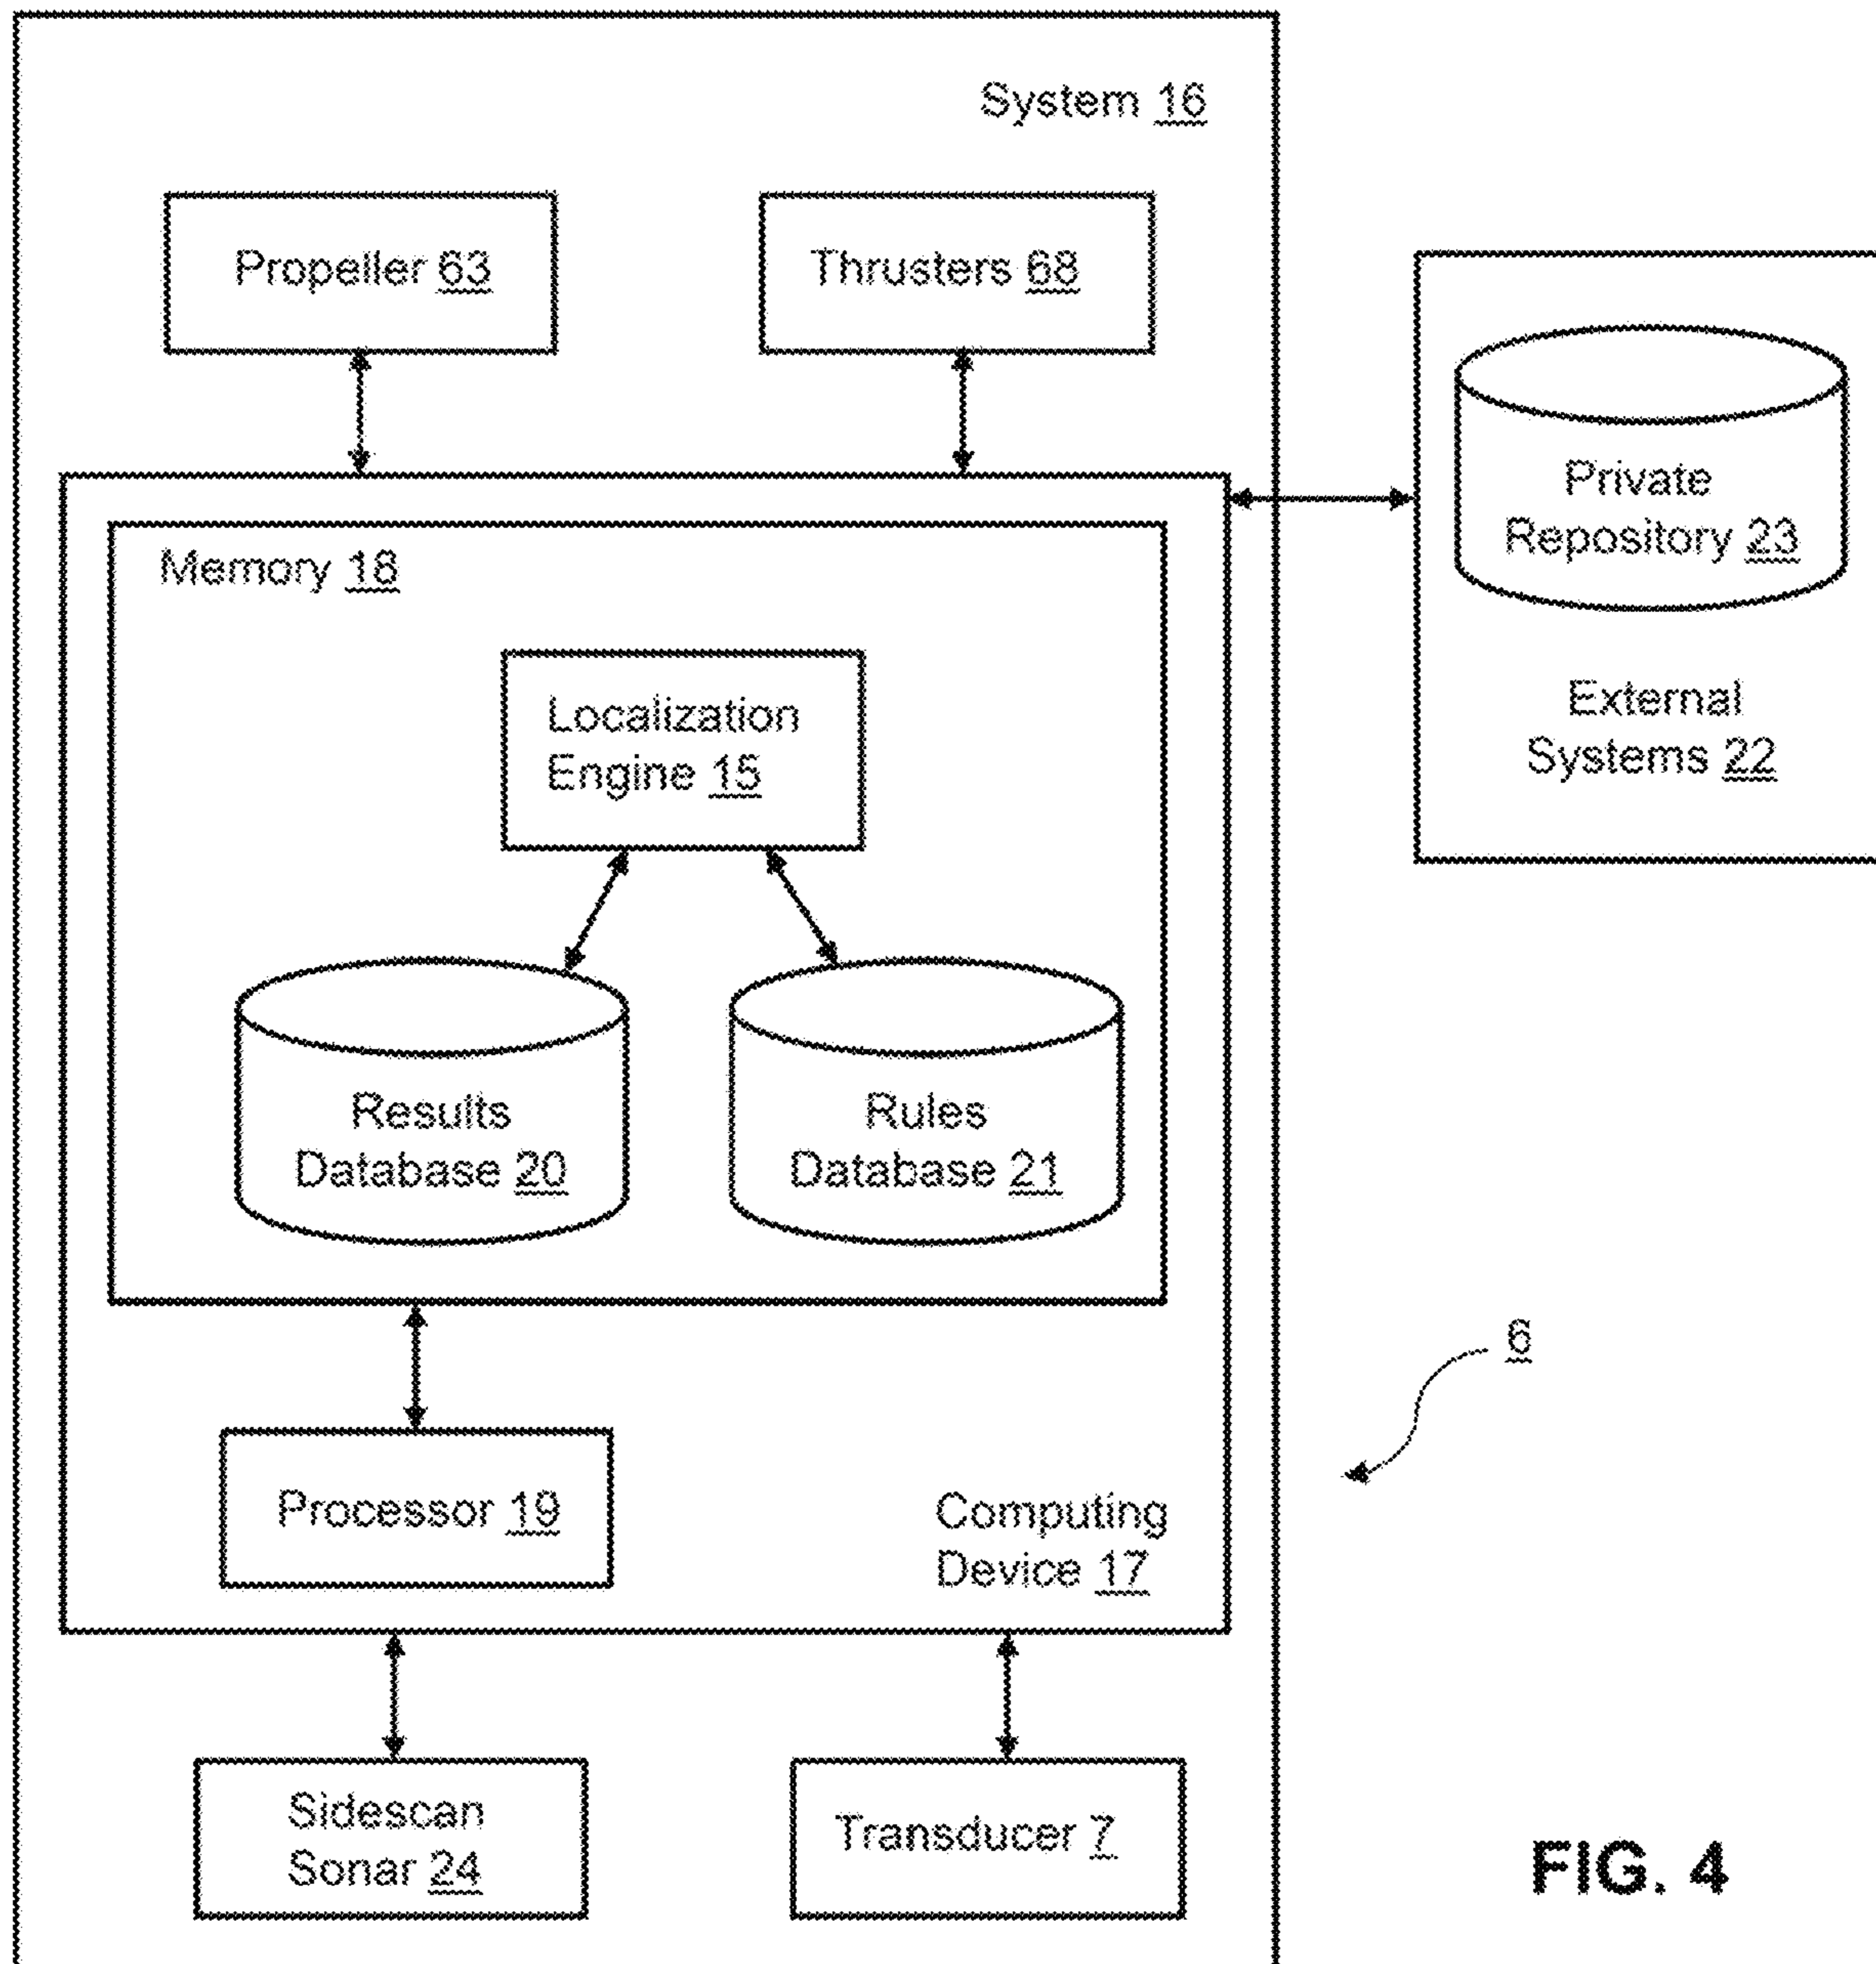 System 16
Propeller 63
Thrusters 68
Private
Repository 23
External
Systems 22
Memory 18
Localization
Engine 15
Results
Database 20
Rules
Database 21
6
Processor 19
Computing
Device 17
Sidescan
Sonar 24
Transducer 7
FIG. 4